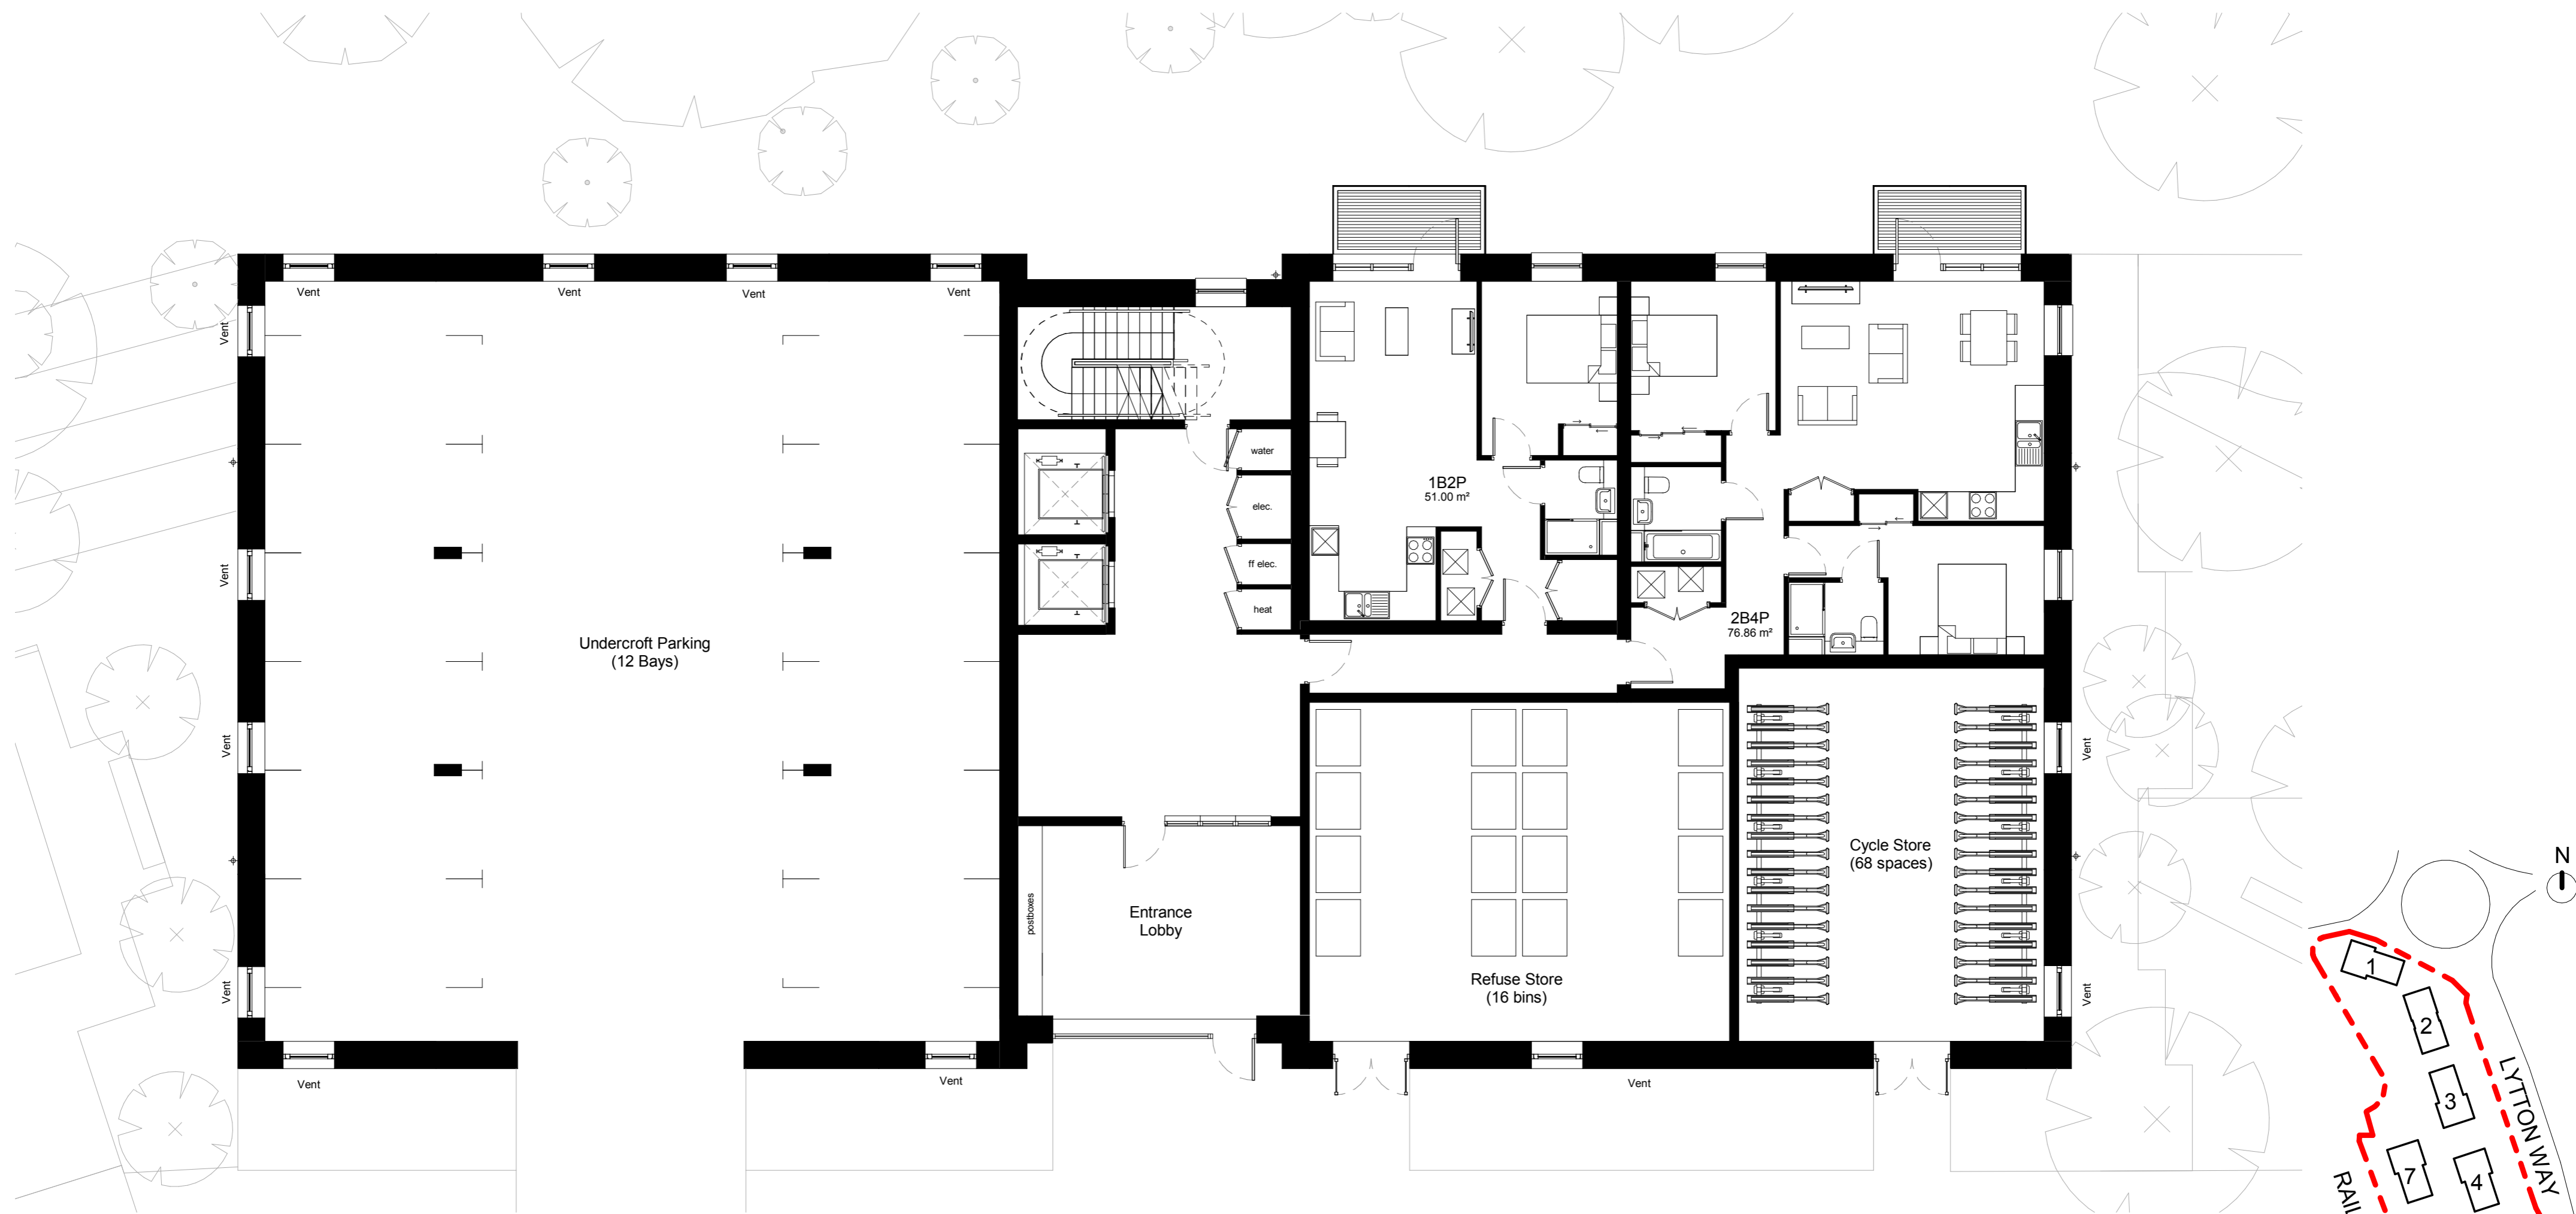 Vent
Vent
Vent
Vent
Vent
Vent
Vent
Vent
Undercroft Parking
(12 Bays)
Vent
Vent
water
elec.
ff elec.
heat
1B2P
51.00 m²
2B4P
76.86 m²
postboxes
Entrance
Lobby
Refuse Store
(16 bins)
Cycle Store
(68 spaces)
Vent
Vent
Vent
N
1
2
3
7
4
LYTTON WAY
RAIL